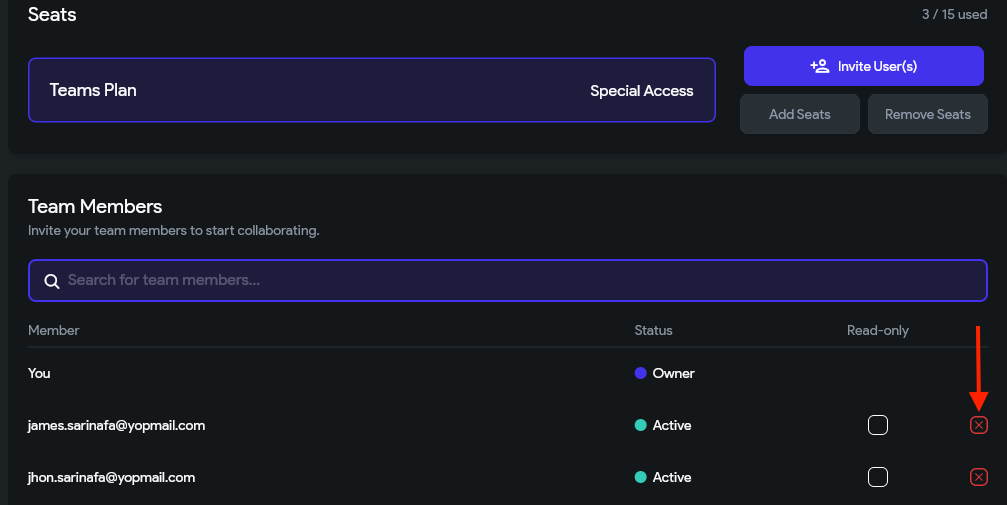 Seats
3 / 15 used
Teams Plan Special Access
Invite User(s)
Add Seats Remove Seats
Team Members
Invite your team members to start collaborating.
Search for team members...
Member Status Read-only
You Owner
james.sarinafa@yopmail.com Active
jhon.sarinafa@yopmail.com Active